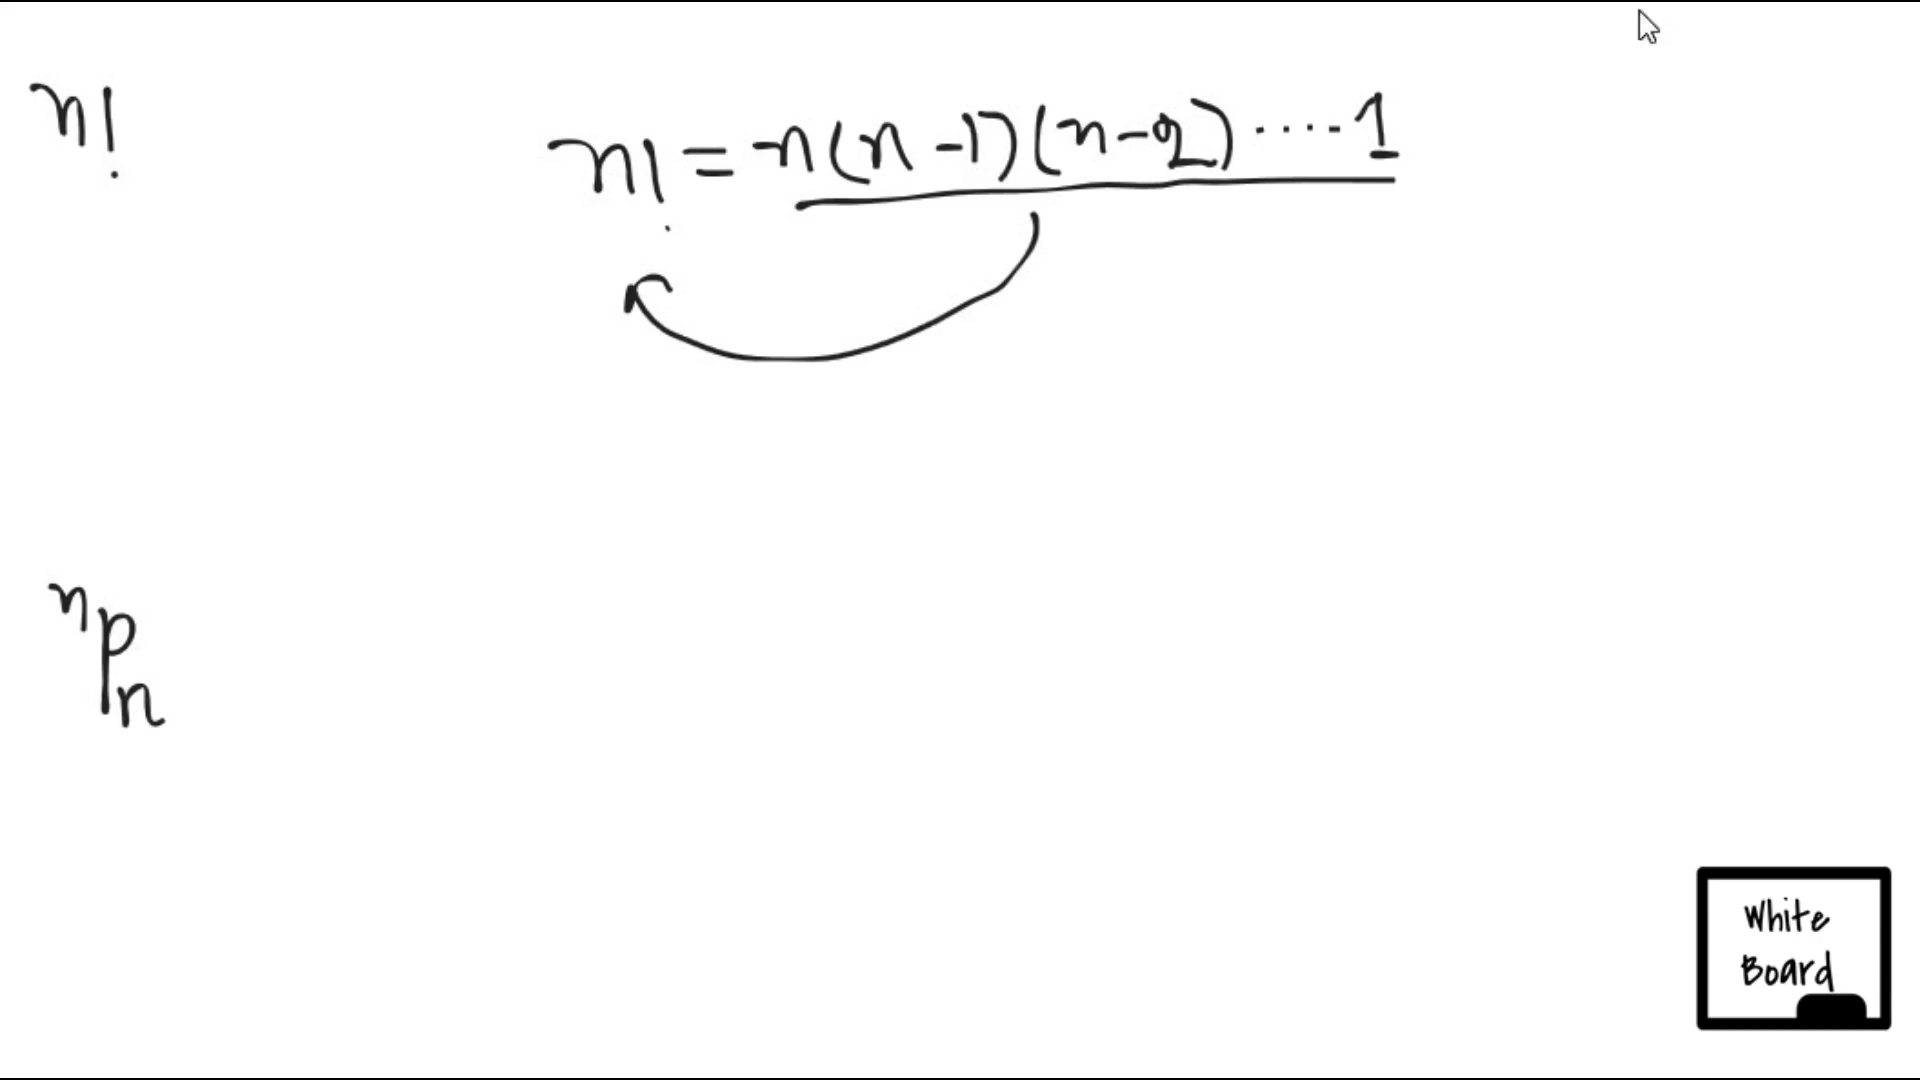 n!
n! = n(n-1)(n-2).....1
ⁿPₙ
White
Board